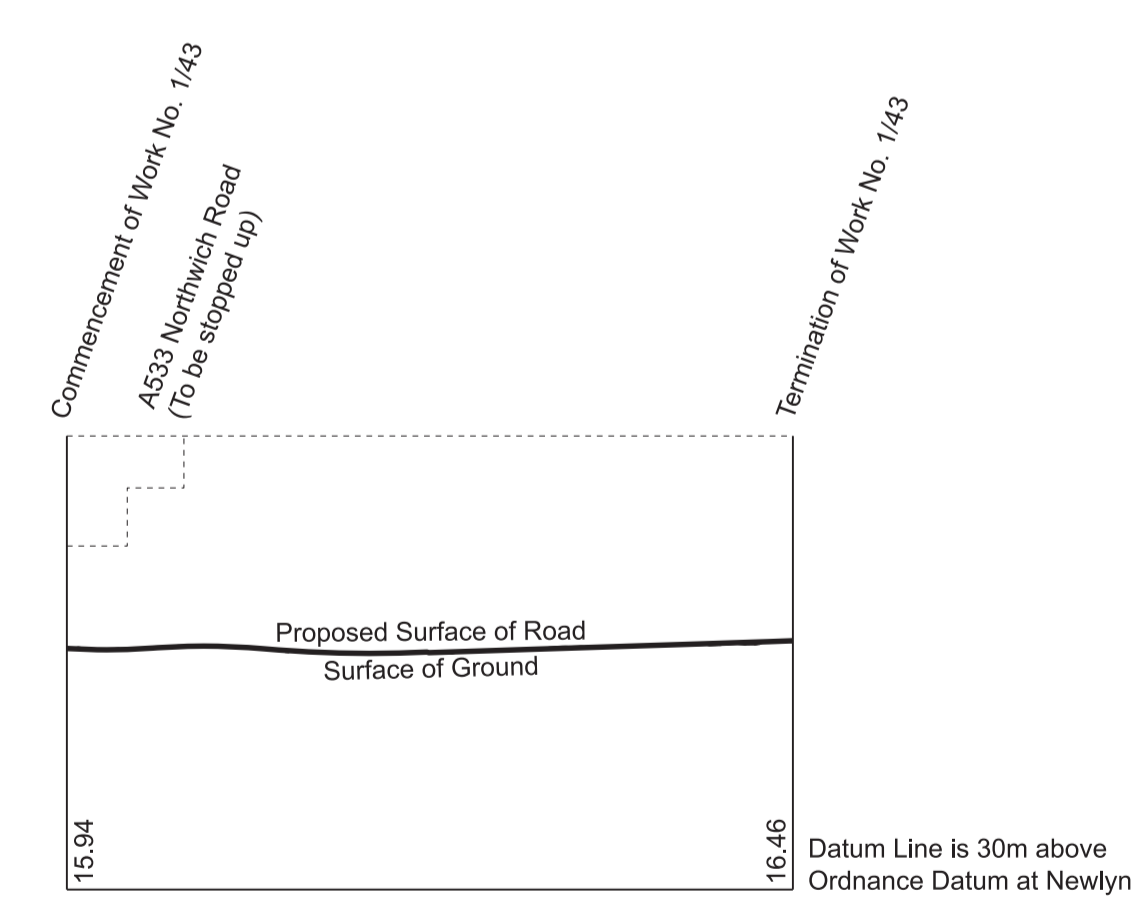 Commencement of Work No. 1/43
A533 Northwich Road
(To be stopped up)
Termination of Work No. 1/43
Proposed Surface of Road
Surface of Ground
15.94
16.46
Datum Line is 30m above
Ordnance Datum at Newlyn